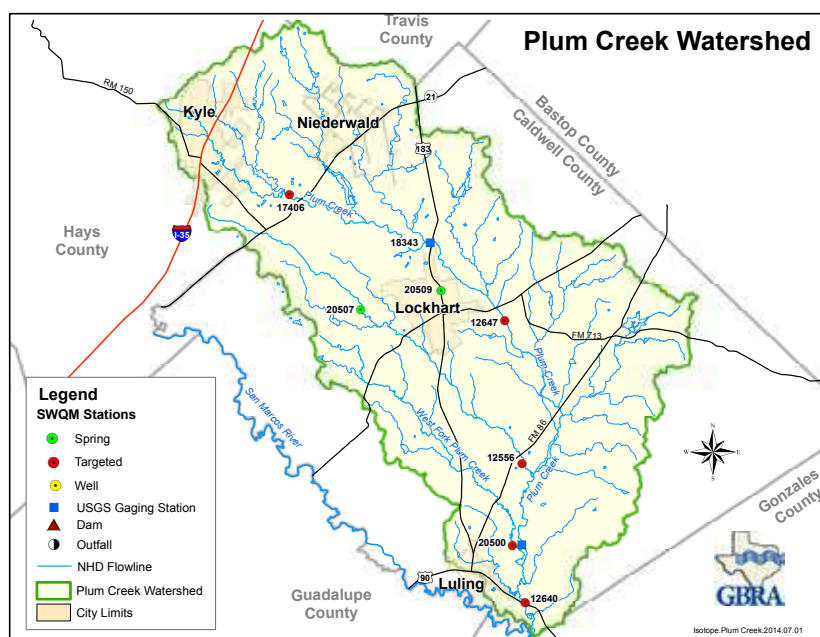 Travis
County
Plum Creek Watershed
RM 150
21
Kyle
Niederwald
183
Bastop County
Caldwell County
17406
Plum Creek
Hays
County
I-35
18343
20509
20507
Lockhart
12647
FM 713
Plum Creek
San Marcos River
West Fork Plum Creek
FM 86
12556
Plum Creek
N
W
E
S
Gonzales
County
20500
90
Luling
12640
Guadalupe
County
Legend
SWQM Stations
Spring
Targeted
Well
USGS Gaging Station
Dam
Outfall
NHD Flowline
Plum Creek Watershed
City Limits
GBRA
Isotope.Plum Creek.2014.07.01